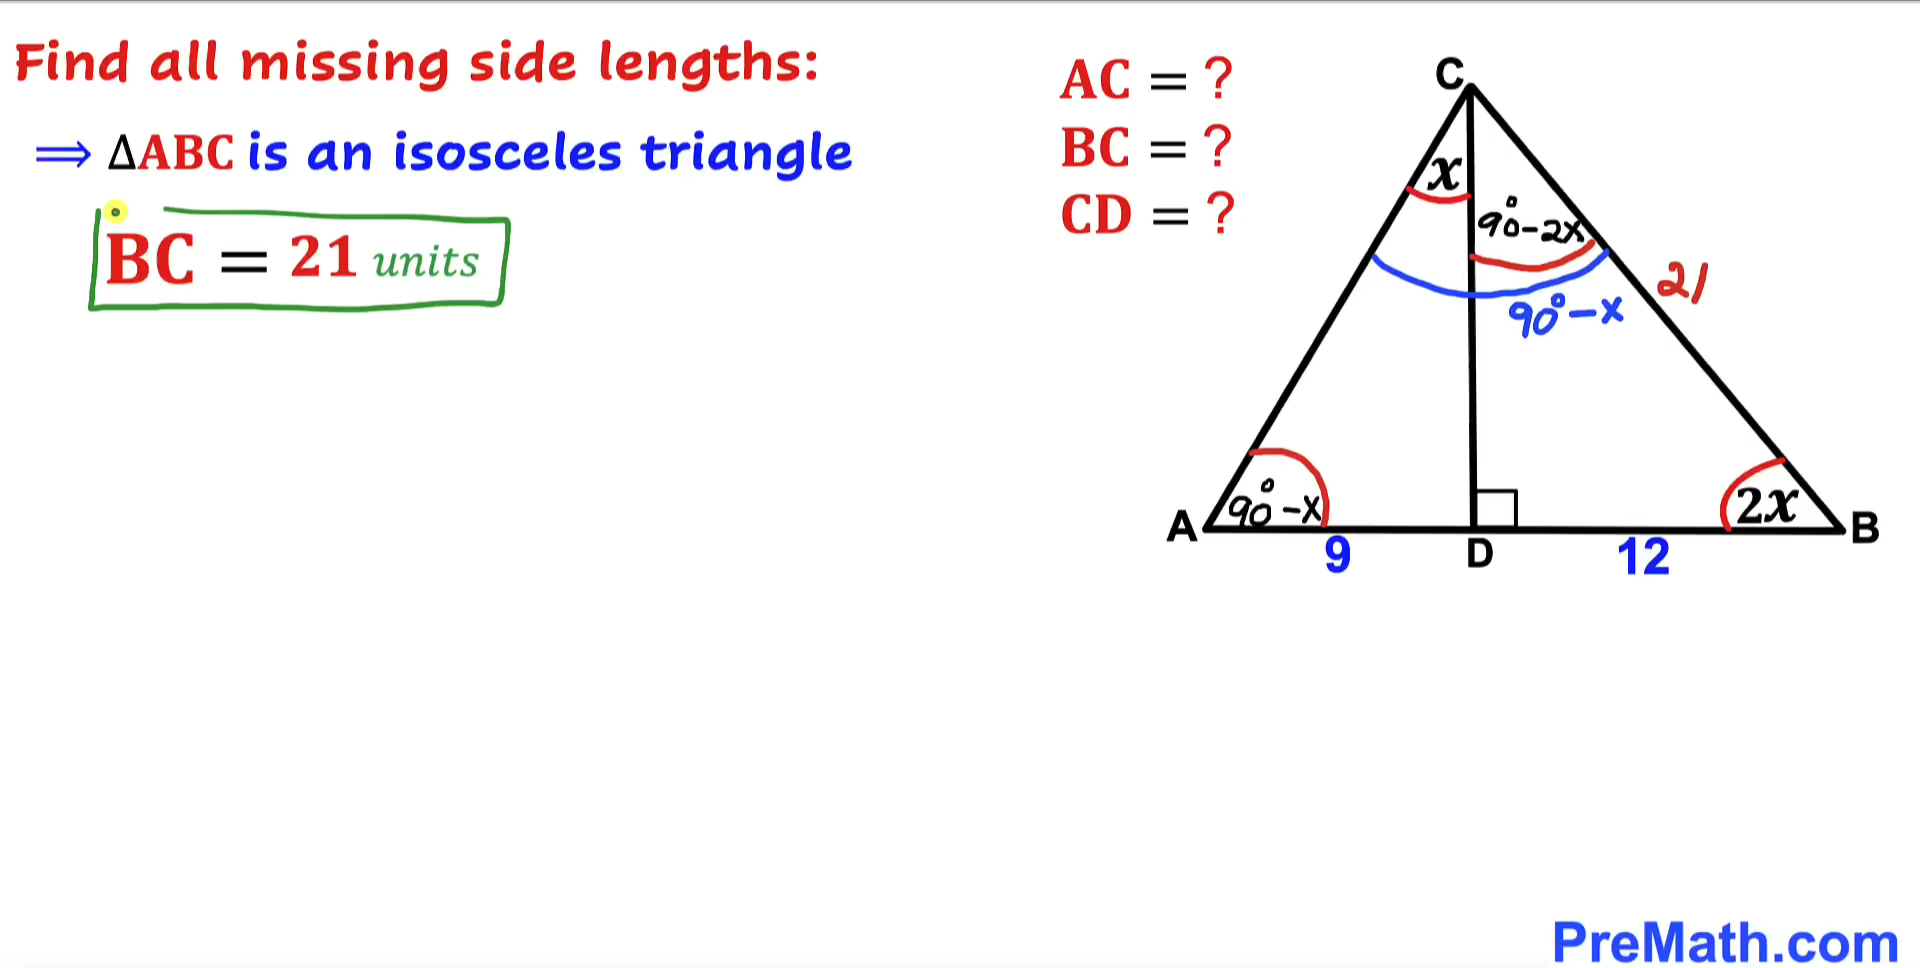 Find all missing side lengths:
⟹ ΔABC is an isosceles triangle
BC = 21 units
AC = ?
BC = ?
CD = ?
C
x
90°-2x
21
90°-x
90°-x
2x
A
B
9
D
12
PreMath.com